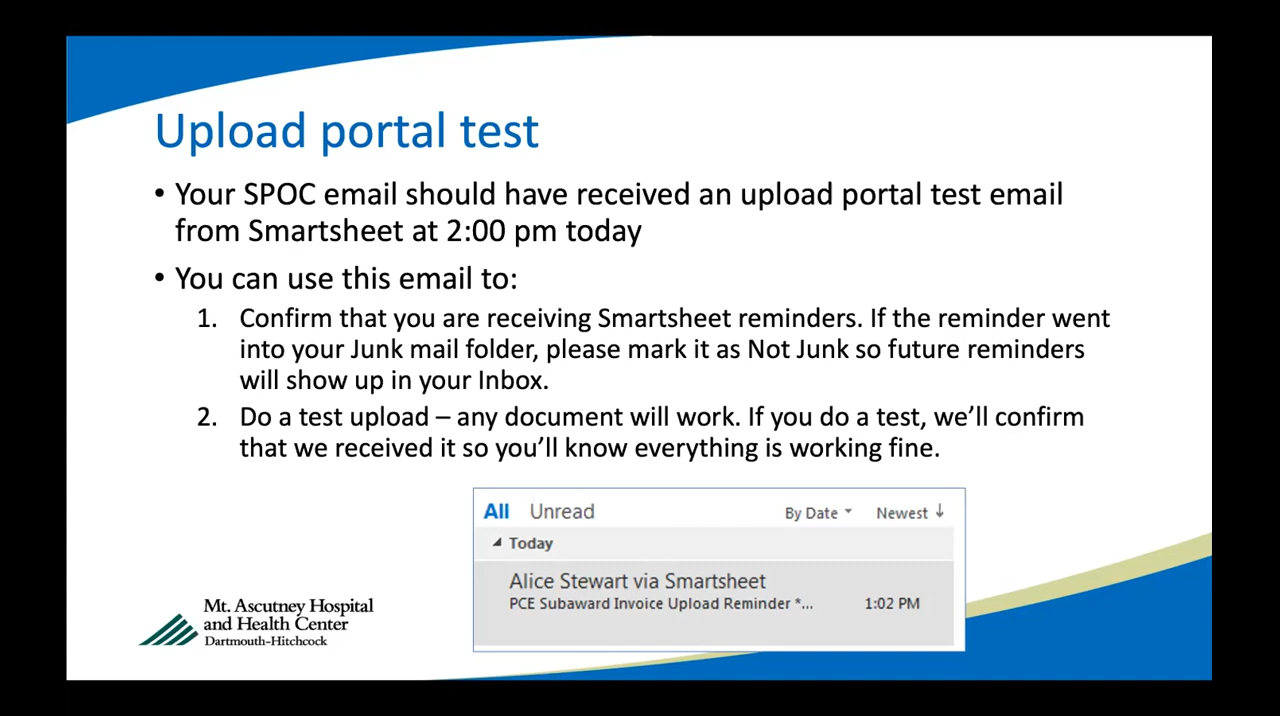 Upload portal test
• Your SPOC email should have received an upload portal test email
from Smartsheet at 2:00 pm today
• You can use this email to:
1. Confirm that you are receiving Smartsheet reminders. If the reminder went
into your Junk mail folder, please mark it as Not Junk so future reminders
will show up in your Inbox.
2. Do a test upload – any document will work. If you do a test, we’ll confirm
that we received it so you’ll know everything is working fine.
All Unread By Date Newest ↓
Today
Alice Stewart via Smartsheet
PCE Subaward Invoice Upload Reminder *... 1:02 PM
Mt. Ascutney Hospital
and Health Center
Dartmouth-Hitchcock